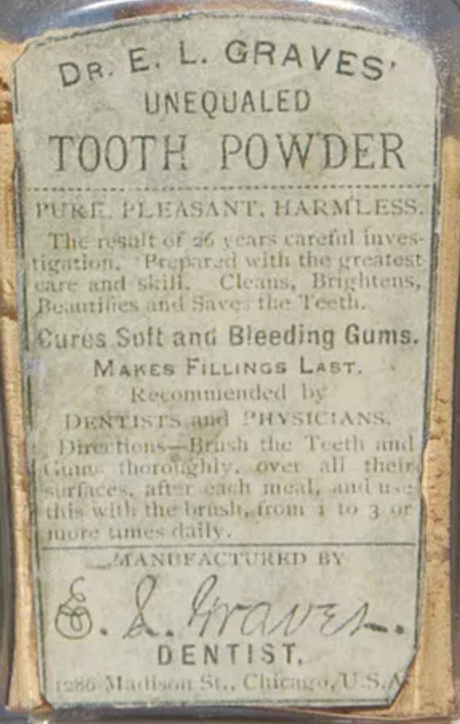 DR. E. L. GRAVES'
UNEQUALED
TOOTH POWDER
PURE, PLEASANT, HARMLESS.
The result of 26 years careful inves-
tigation. Prepared with the greatest
care and skill. Cleans, Brightens,
Beautifies and Saves the Teeth.
Cures Soft and Bleeding Gums.
MAKES FILLINGS LAST.
Recommended by
DENTISTS and PHYSICIANS.
Directions—Brush the Teeth and
Gums thoroughly, over all their
surfaces, after each meal, and use
this with the brush, from 1 to 3 or
more times daily.
MANUFACTURED BY
E. L. Graves.
DENTIST,
1286 Madison St., Chicago, U.S.A